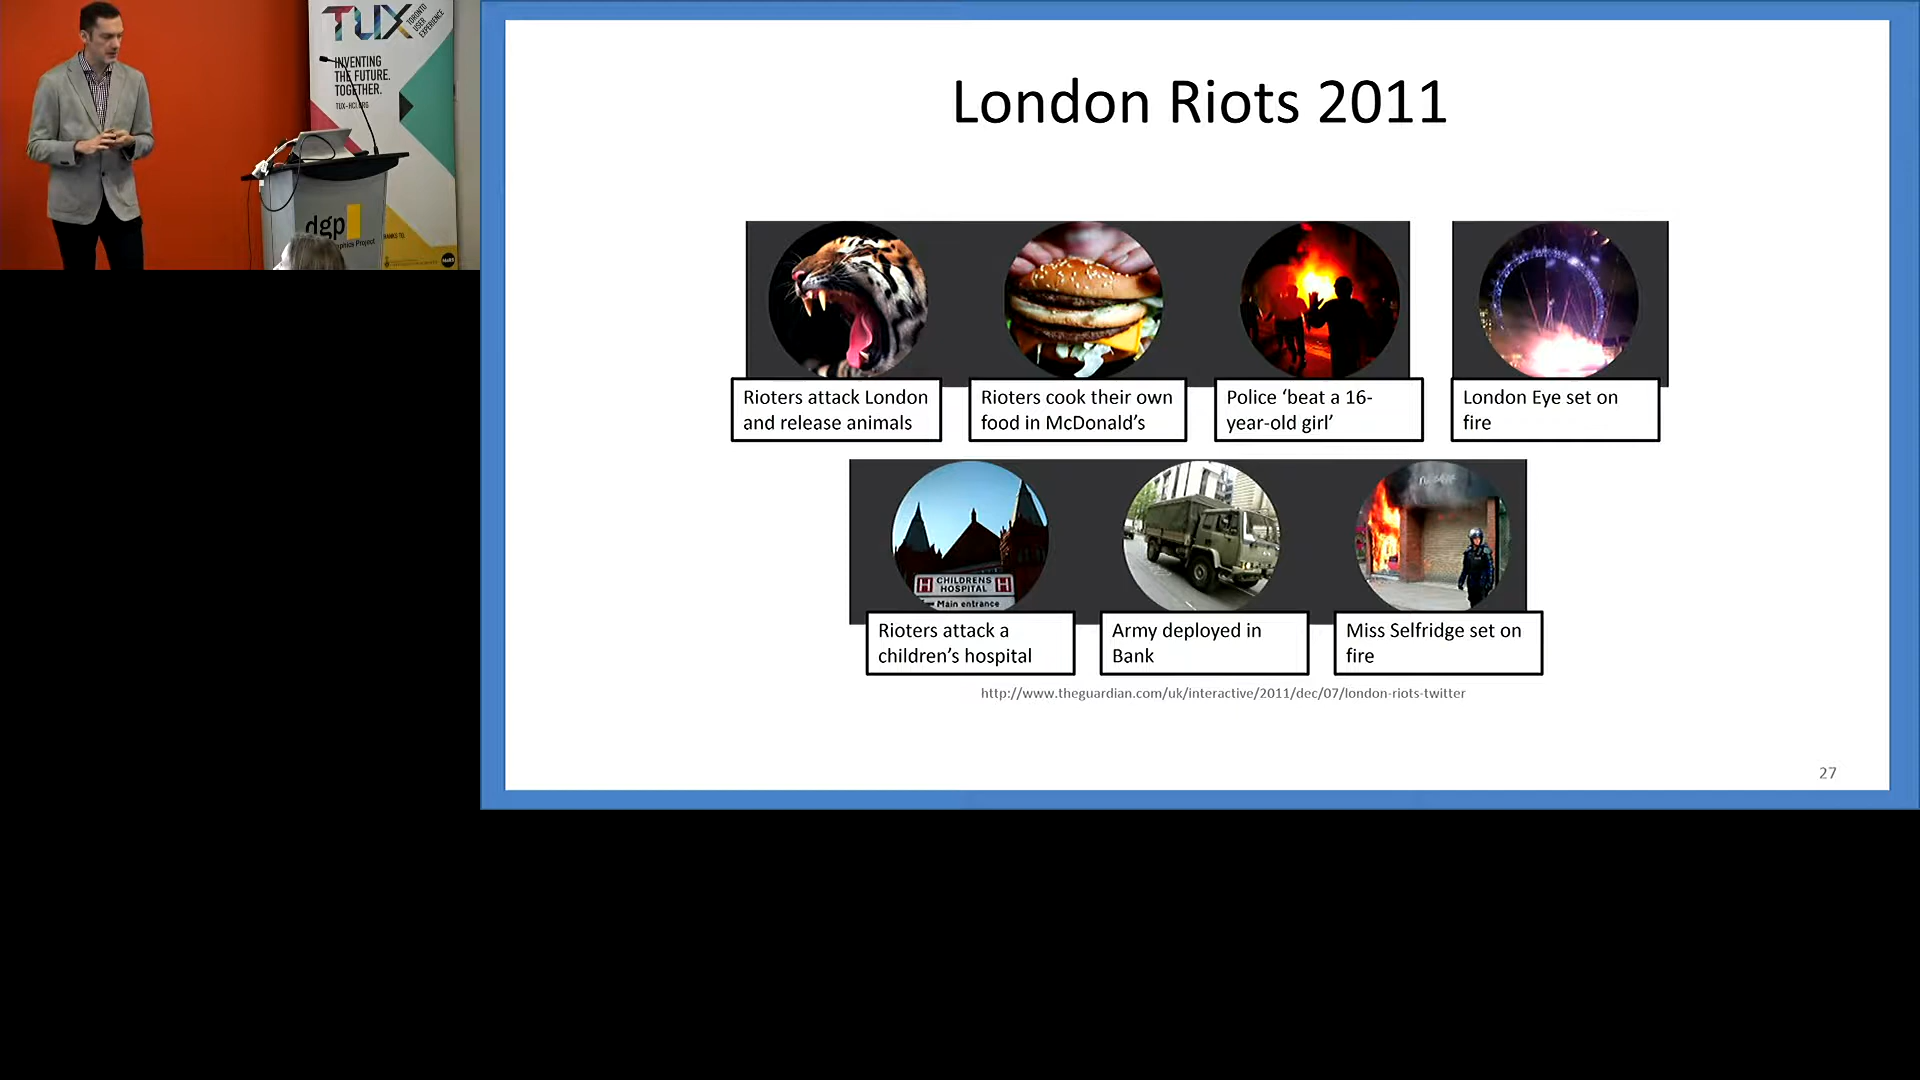 TUX
TORONTO
USER
EXPERIENCE
INVENTING
THE FUTURE.
TOGETHER.
TUX-HCI.ORG
dgp
London Riots 2011
Rioters attack London
and release animals
Rioters cook their own
food in McDonald’s
Police ‘beat a 16-
year-old girl’
London Eye set on
fire
H CHILDRENS H
HOSPITAL
Main entrance
Rioters attack a
children’s hospital
Army deployed in
Bank
Miss Selfridge set on
fire
http://www.theguardian.com/uk/interactive/2011/dec/07/london-riots-twitter
27